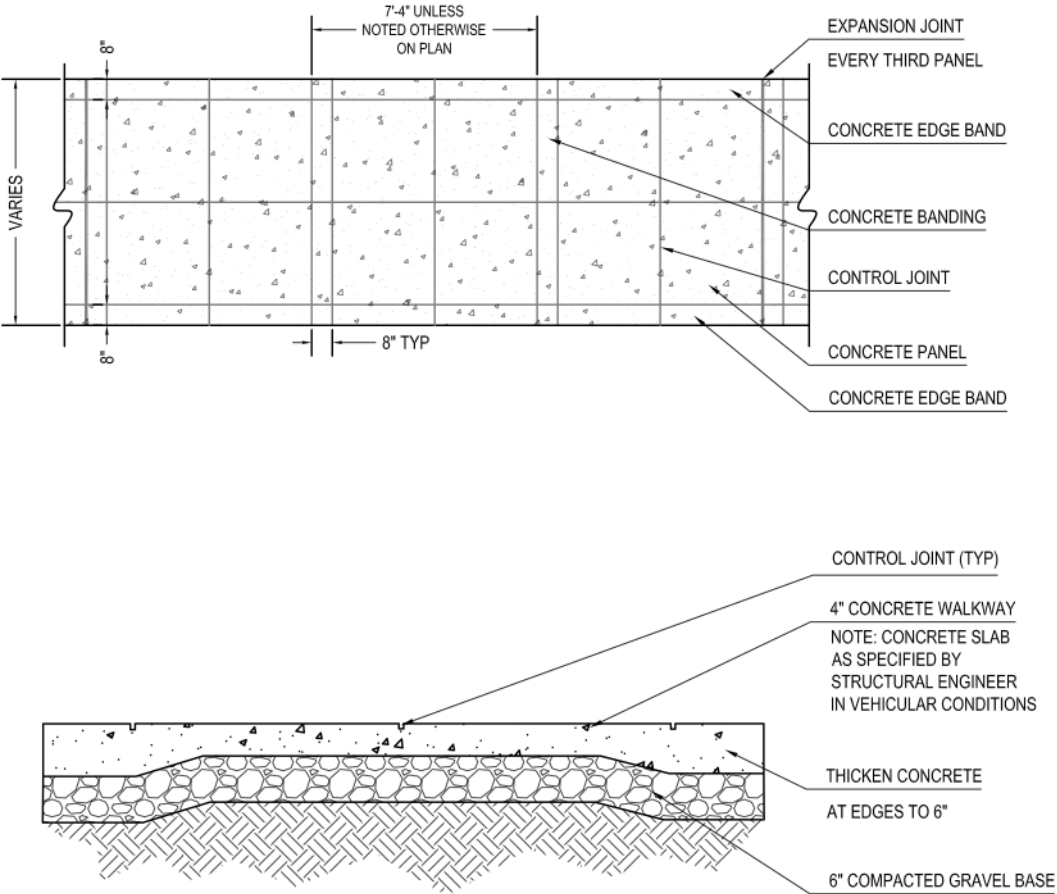 7'-4" UNLESS
NOTED OTHERWISE
ON PLAN
8"
VARIES
8"
8" TYP
EXPANSION JOINT
EVERY THIRD PANEL
CONCRETE EDGE BAND
CONCRETE BANDING
CONTROL JOINT
CONCRETE PANEL
CONCRETE EDGE BAND
CONTROL JOINT (TYP)
4" CONCRETE WALKWAY
NOTE: CONCRETE SLAB
AS SPECIFIED BY
STRUCTURAL ENGINEER
IN VEHICULAR CONDITIONS
THICKEN CONCRETE
AT EDGES TO 6"
6" COMPACTED GRAVEL BASE